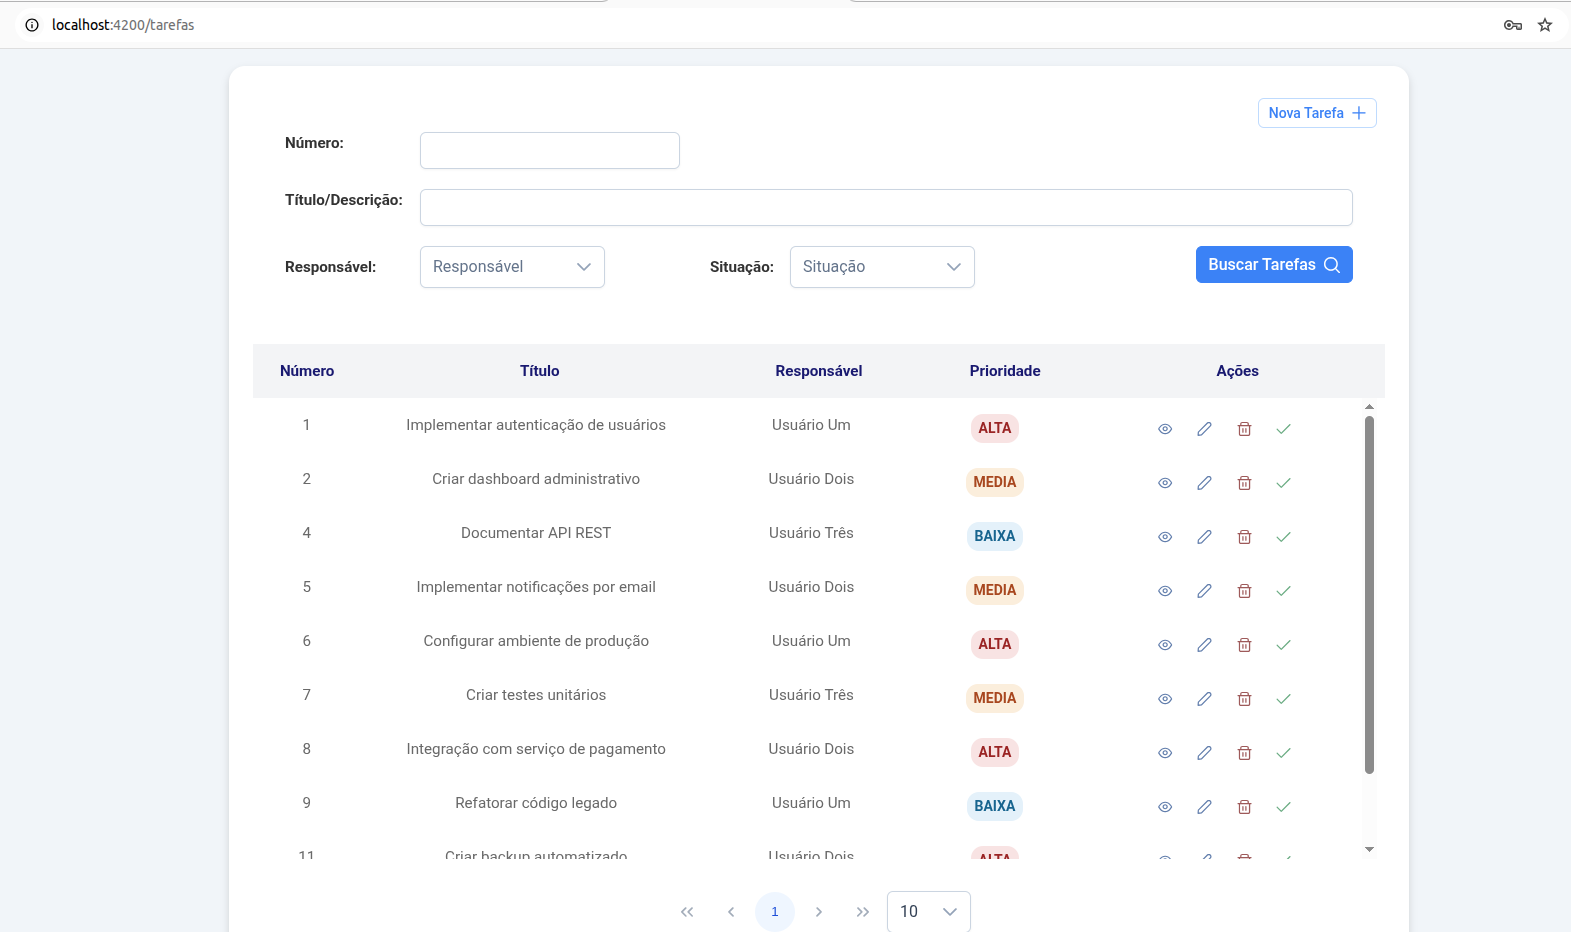 localhost:4200/tarefas
Nova Tarefa
Número:
Título/Descrição:
Responsável: Responsável Situação: Situação Buscar Tarefas
Número Título Responsável Prioridade Ações
1 Implementar autenticação de usuários Usuário Um ALTA
2 Criar dashboard administrativo Usuário Dois MEDIA
4 Documentar API REST Usuário Três BAIXA
5 Implementar notificações por email Usuário Dois MEDIA
6 Configurar ambiente de produção Usuário Um ALTA
7 Criar testes unitários Usuário Três MEDIA
8 Integração com serviço de pagamento Usuário Dois ALTA
9 Refatorar código legado Usuário Um BAIXA
11 Criar backup automatizado Usuário Dois ALTA
1 10